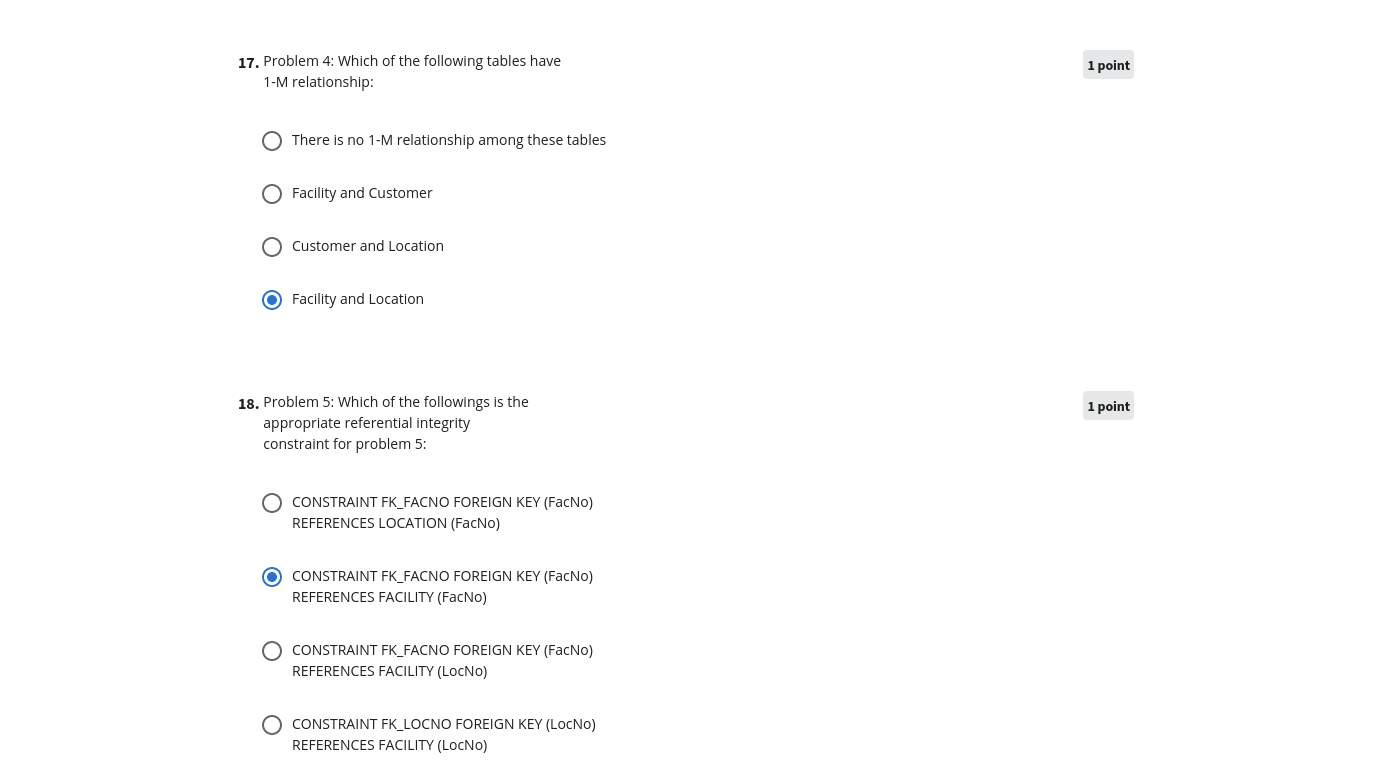 17. Problem 4: Which of the following tables have
1-M relationship:
1 point
There is no 1-M relationship among these tables
Facility and Customer
Customer and Location
Facility and Location
18. Problem 5: Which of the followings is the
appropriate referential integrity
constraint for problem 5:
1 point
CONSTRAINT FK_FACNO FOREIGN KEY (FacNo)
REFERENCES LOCATION (FacNo)
CONSTRAINT FK_FACNO FOREIGN KEY (FacNo)
REFERENCES FACILITY (FacNo)
CONSTRAINT FK_FACNO FOREIGN KEY (FacNo)
REFERENCES FACILITY (LocNo)
CONSTRAINT FK_LOCNO FOREIGN KEY (LocNo)
REFERENCES FACILITY (LocNo)